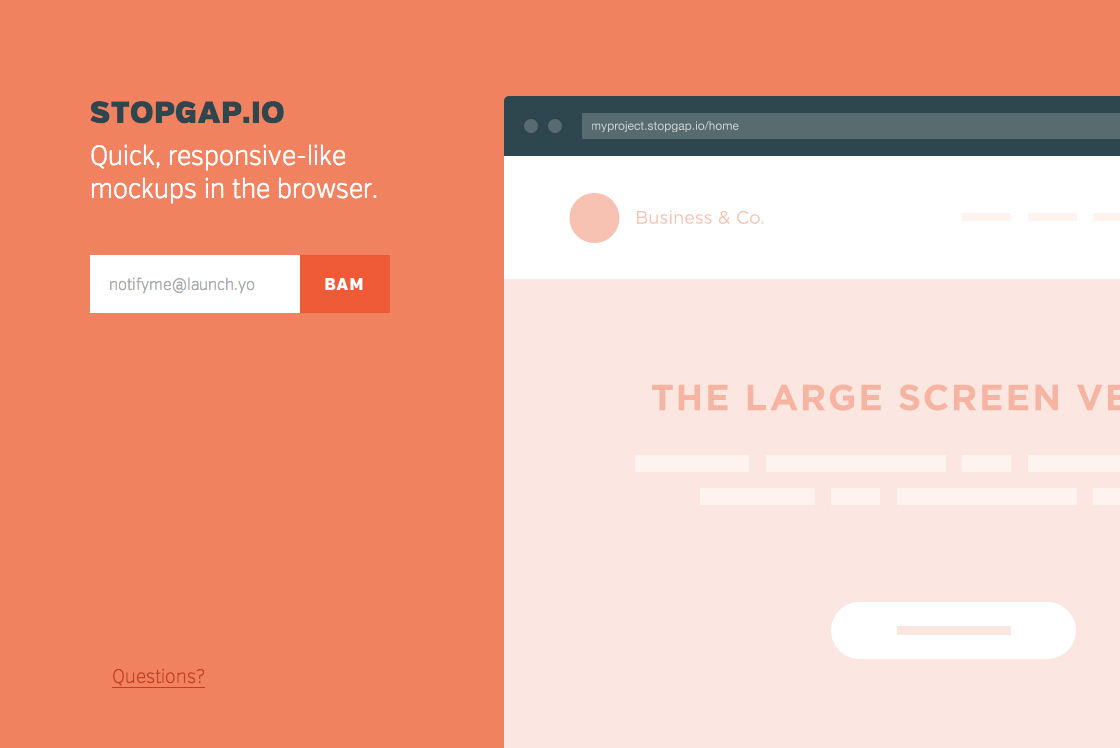 STOPGAP.IO
Quick, responsive-like
mockups in the browser.
notifyme@launch.yo
BAM
Questions?
myproject.stopgap.io/home
Business & Co.
THE LARGE SCREEN VE